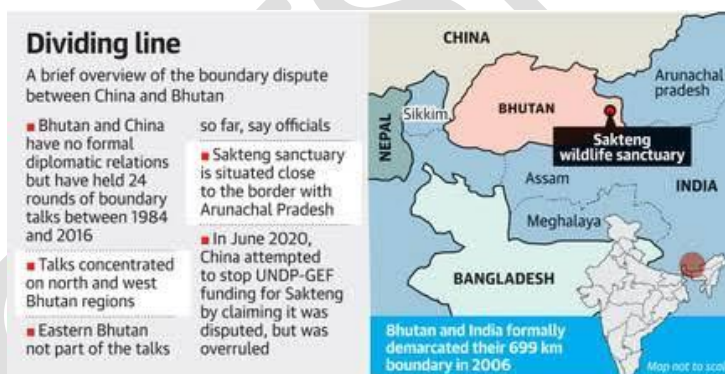 Dividing line
A brief overview of the boundary dispute
between China and Bhutan
■ Bhutan and China
have no formal
diplomatic relations
but have held 24
rounds of boundary
talks between 1984
and 2016
■ Talks concentrated
on north and west
Bhutan regions
■ Eastern Bhutan
not part of the talks
so far, say officials
■ Sakteng sanctuary
is situated close
to the border with
Arunachal Pradesh
■ In June 2020,
China attempted
to stop UNDP-GEF
funding for Sakteng
by claiming it was
disputed, but was
overruled
CHINA
Arunachal
pradesh
Sikkim
BHUTAN
NEPAL
Sakteng
wildlife sanctuary
Assam
INDIA
Meghalaya
BANGLADESH
Bhutan and India formally
demarcated their 699 km
boundary in 2006
Map not to scal